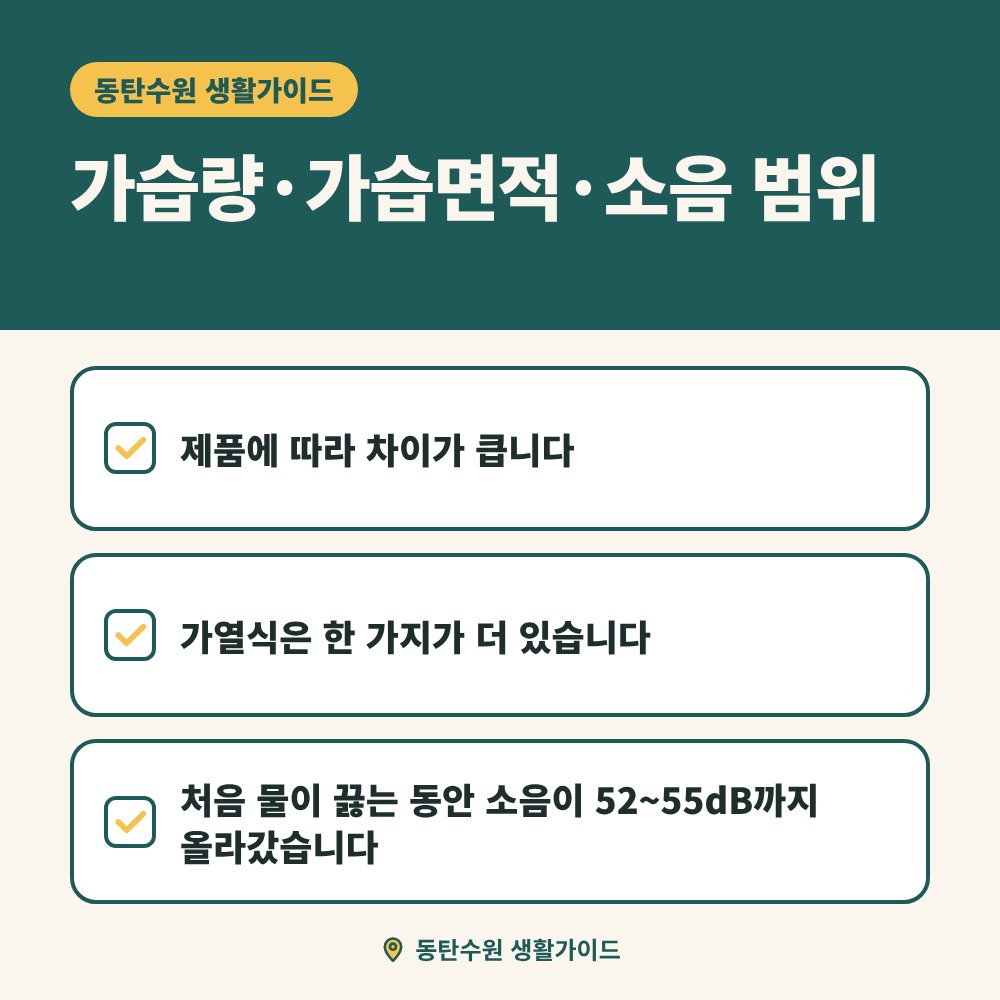 동탄수원 생활가이드
가습량·가습면적·소음 범위
제품에 따라 차이가 큽니다
가열식은 한 가지가 더 있습니다
처음 물이 끓는 동안 소음이 52~55dB까지
올라갔습니다
동탄수원 생활가이드